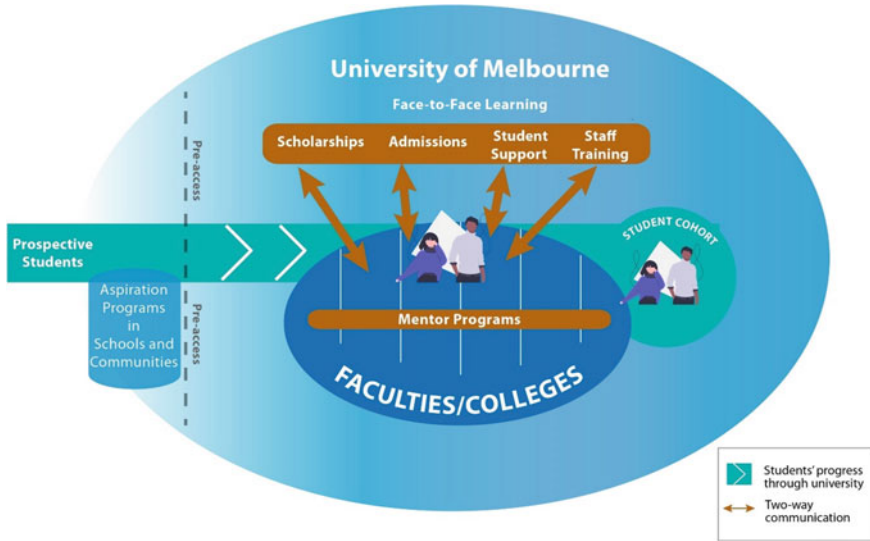 University of Melbourne
Face-to-Face Learning
Scholarships
Admissions
Student
Support
Staff
Training
Pre-access
Prospective
Students
STUDENT COHORT
Aspiration
Programs
in
Schools and
Communities
Pre-access
Mentor Programs
FACULTIES/COLLEGES
Students' progress
through university
Two-way
communication